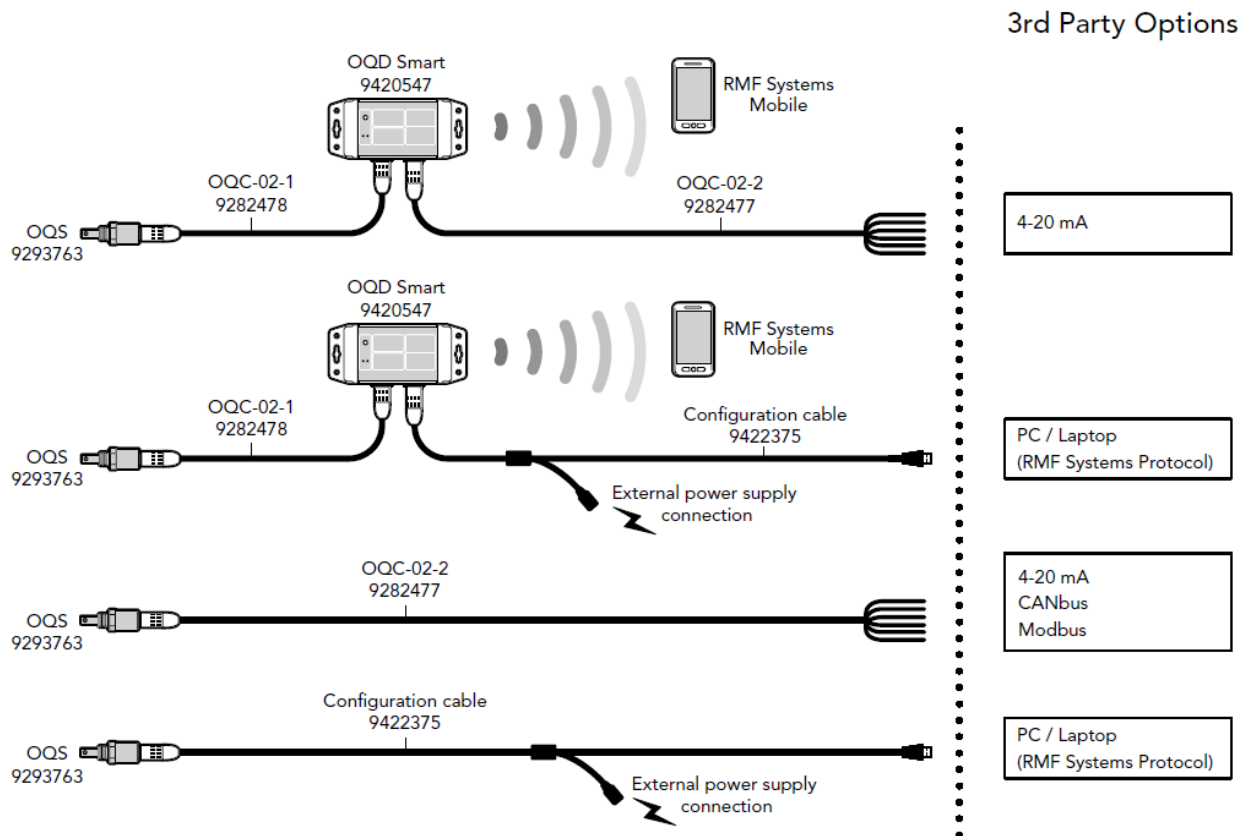 3rd Party Options
OQD Smart
9420547
RMF Systems
Mobile
OQC-02-1
9282478
OQC-02-2
9282477
OQS
9293763
4-20 mA
OQD Smart
9420547
RMF Systems
Mobile
OQC-02-1
9282478
Configuration cable
9422375
OQS
9293763
External power supply
connection
PC / Laptop
(RMF Systems Protocol)
OQC-02-2
9282477
OQS
9293763
4-20 mA
CANbus
Modbus
Configuration cable
9422375
OQS
9293763
External power supply
connection
PC / Laptop
(RMF Systems Protocol)